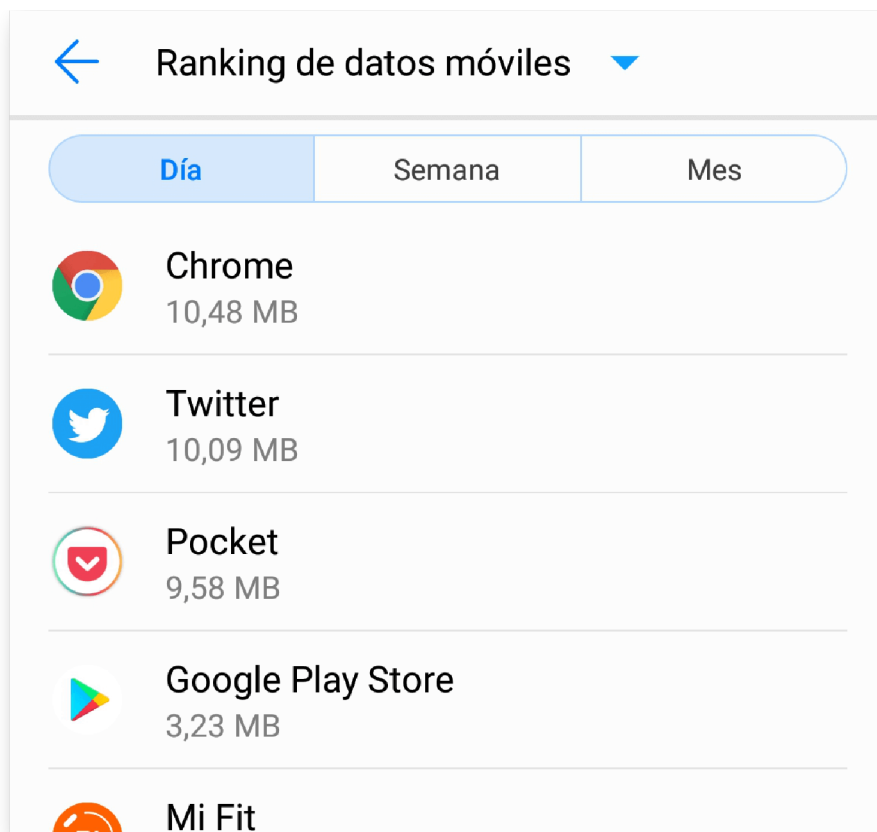 Ranking de datos móviles
Día Semana Mes
Chrome
10,48 MB
Twitter
10,09 MB
Pocket
9,58 MB
Google Play Store
3,23 MB
Mi Fit